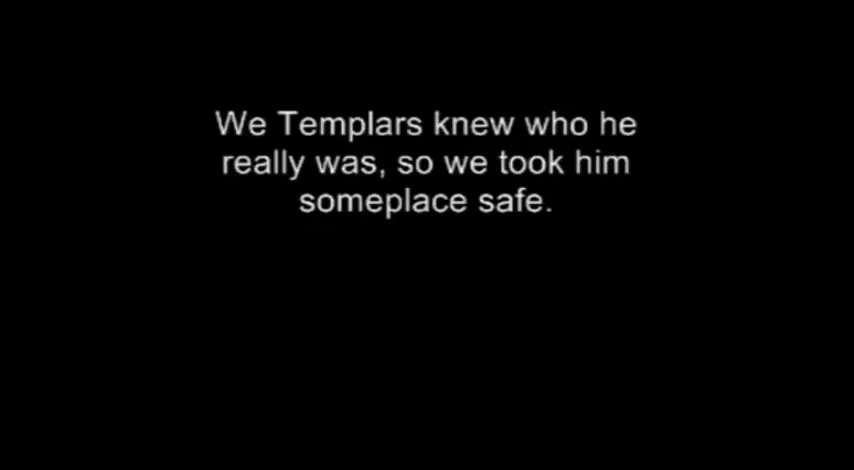 We Templars knew who he
really was, so we took him
someplace safe.